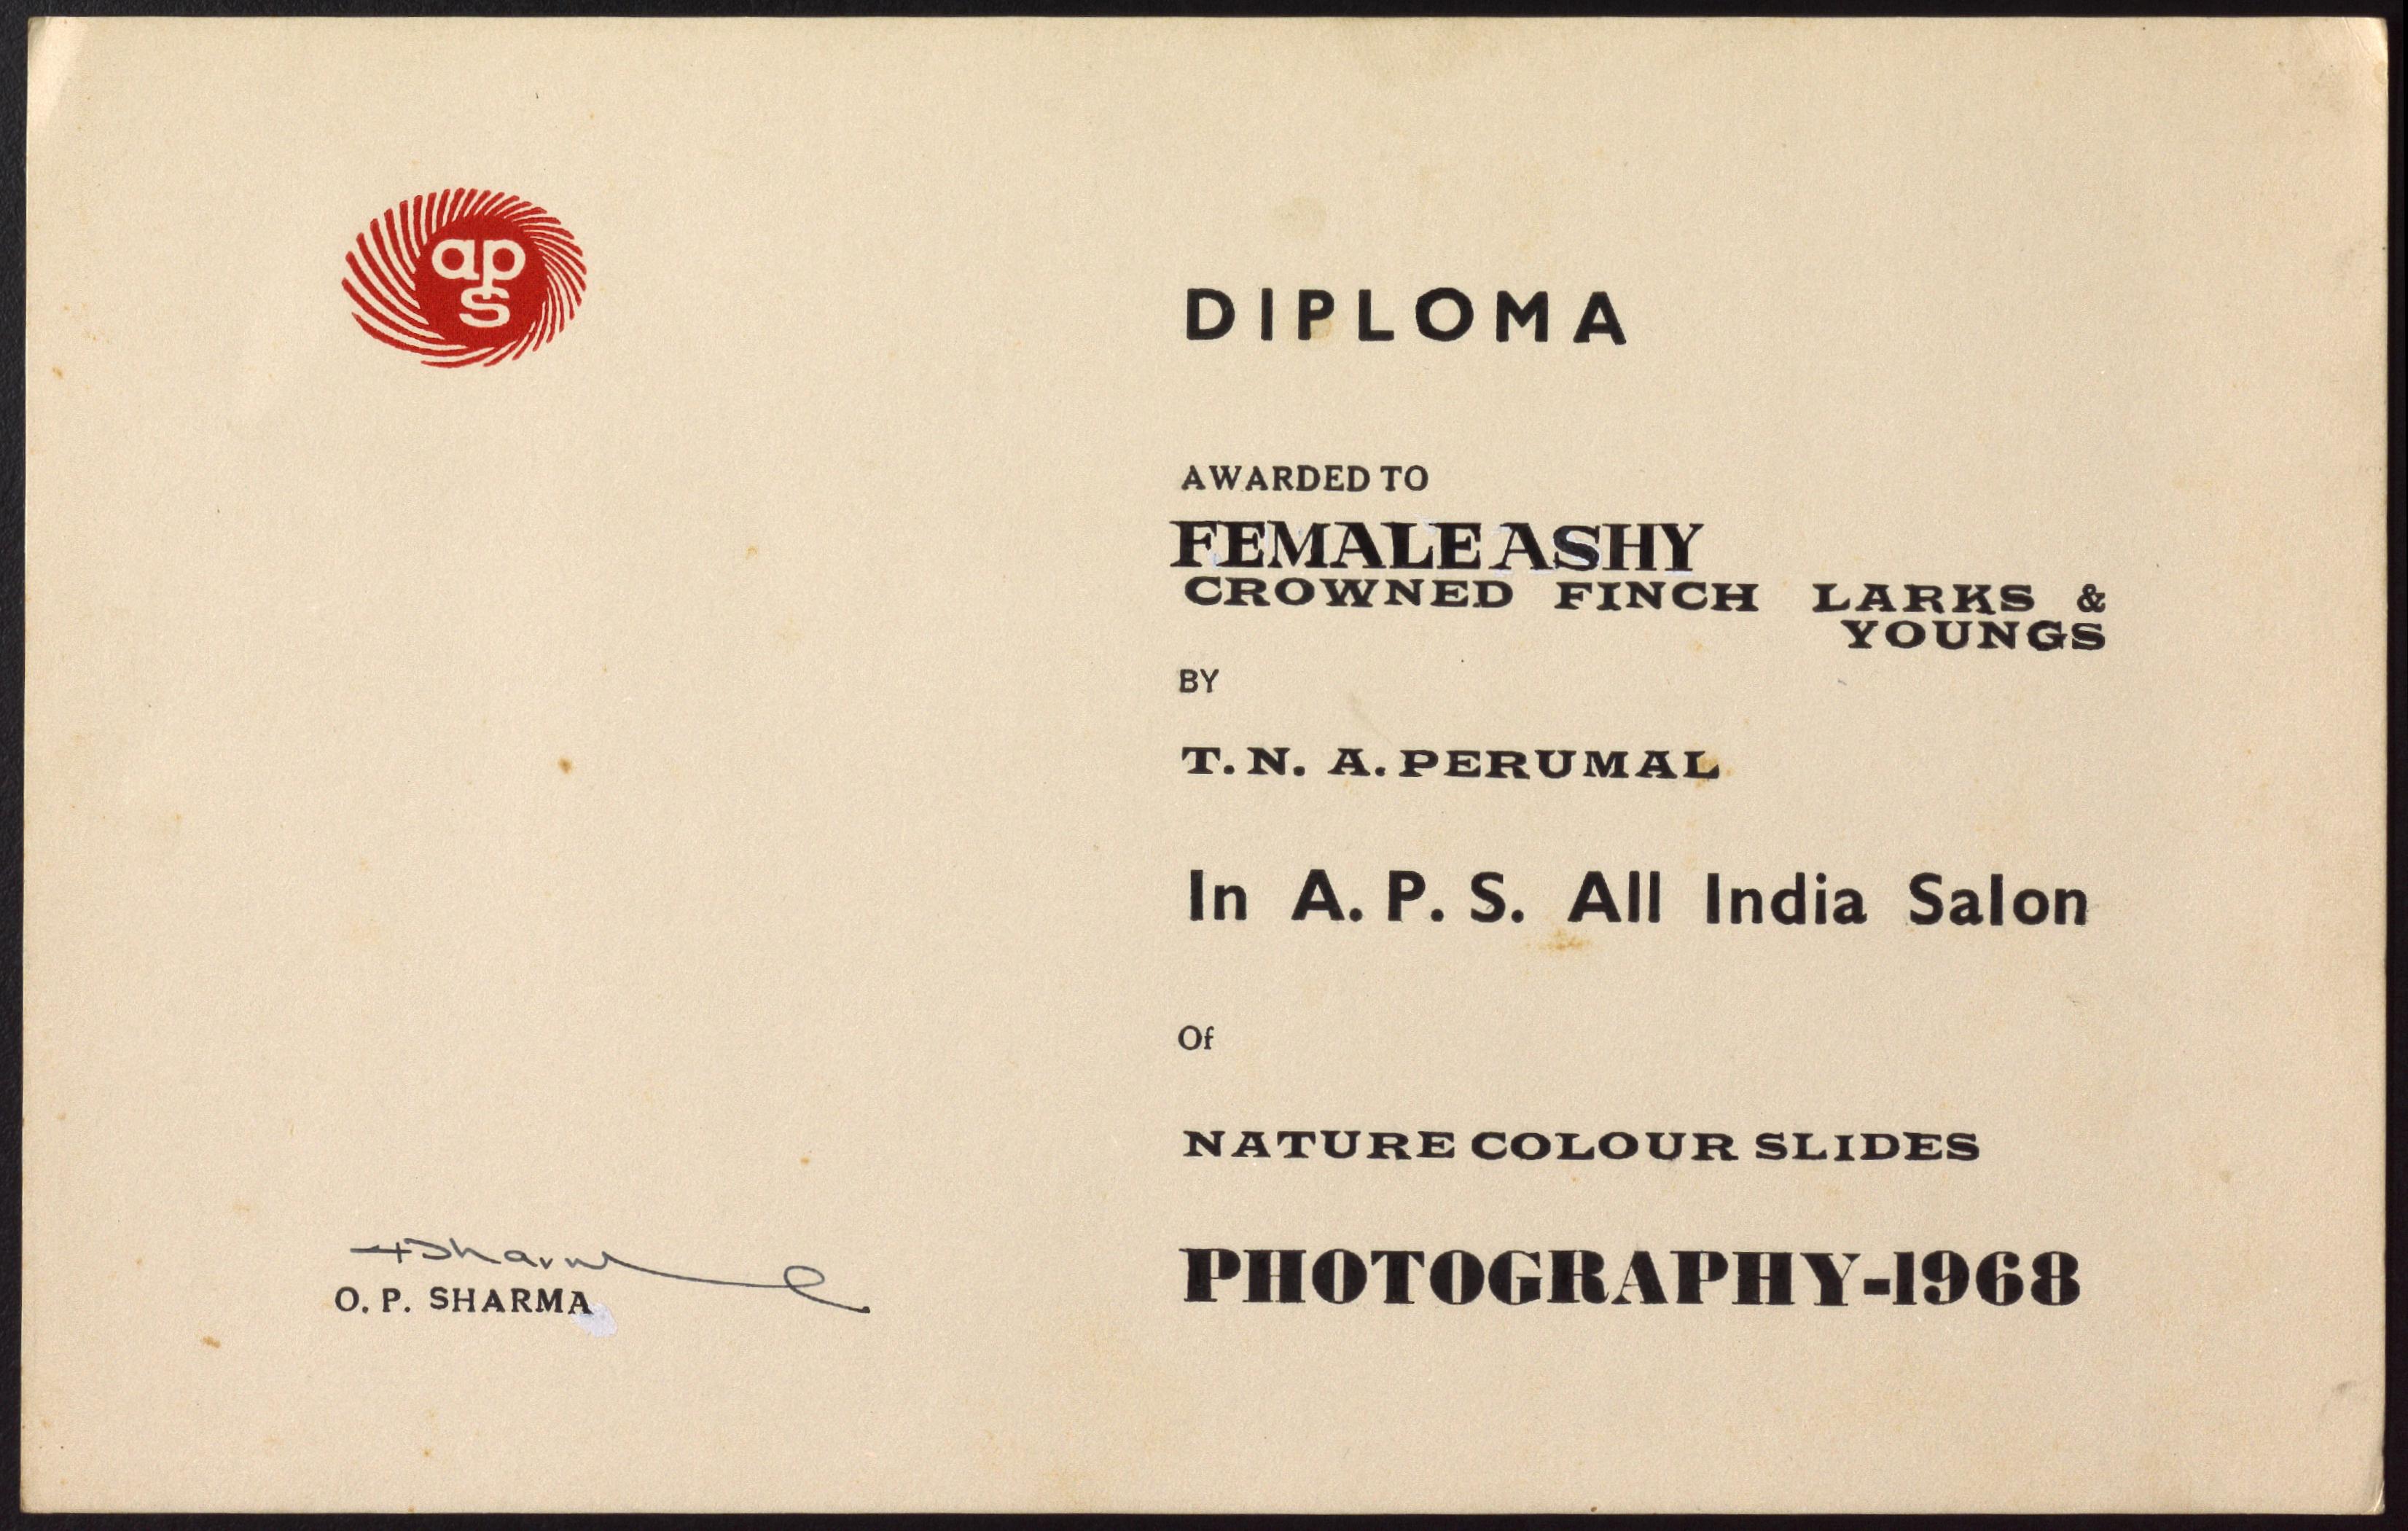 aps
DIPLOMA
AWARDED TO
FEMALE ASHY
CROWNED FINCH LARKS &
YOUNGS
BY
T. N. A. PERUMAL
In A. P. S. All India Salon
Of
NATURE COLOUR SLIDES
PHOTOGRAPHY-1968
Sharma
O. P. SHARMA